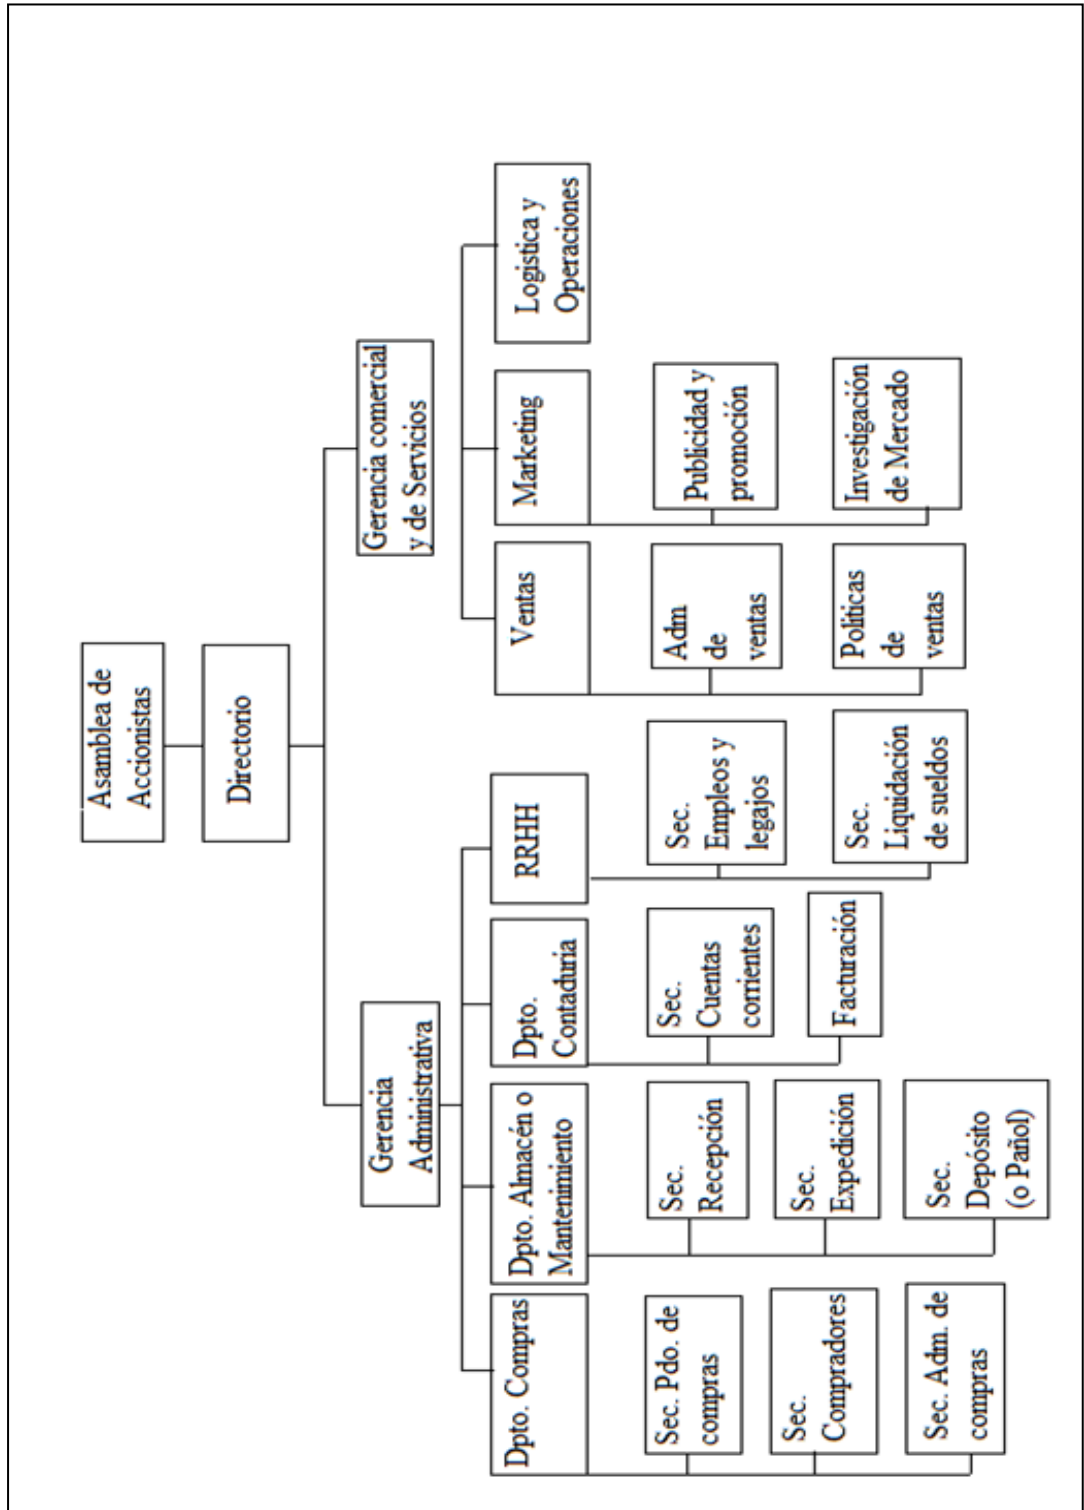 Asamblea de
Accionistas
Directorio
Gerencia
Administrativa
Gerencia comercial
y de Servicios
Dpto. Compras
Dpto. Almacén o
Mantenimiento
Dpto.
Contaduria
RRHH
Ventas
Marketing
Logistica y
Operaciones
Sec. Pdo. de
compras
Sec.
Compradores
Sec. Adm. de
compras
Sec.
Recepción
Sec.
Expedición
Sec.
Depósito
(o Pañol)
Sec.
Cuentas
corrientes
Facturación
Sec.
Empleos y
legajos
Sec.
Liquidación
de sueldos
Adm
de
ventas
Políticas
de
ventas
Publicidad y
promoción
Investigación
de Mercado